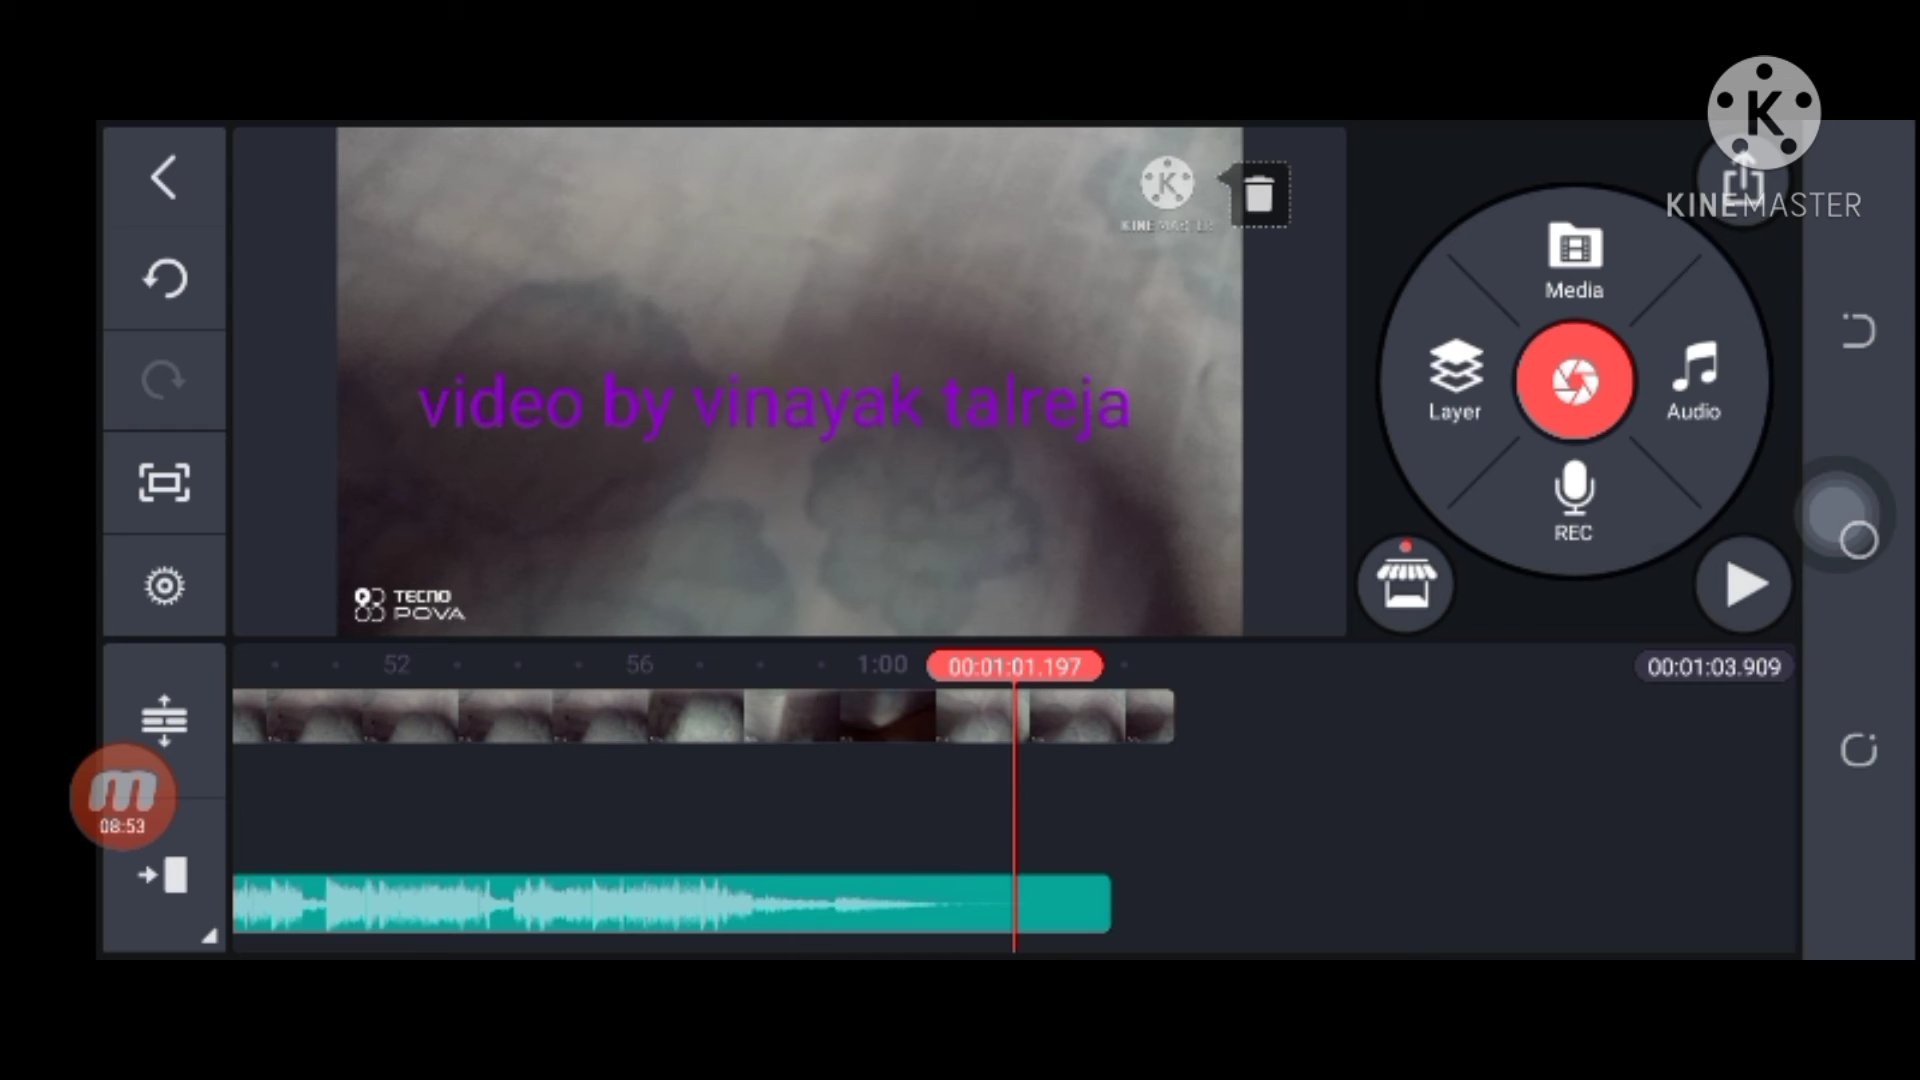 K
KINEMASTER
K
KINEMASTER
Media
Layer
Audio
REC
video by vinayak talreja
TECNO
POVA
52
56
1:00
00:01:01.197
00:01:03.909
m
08:53